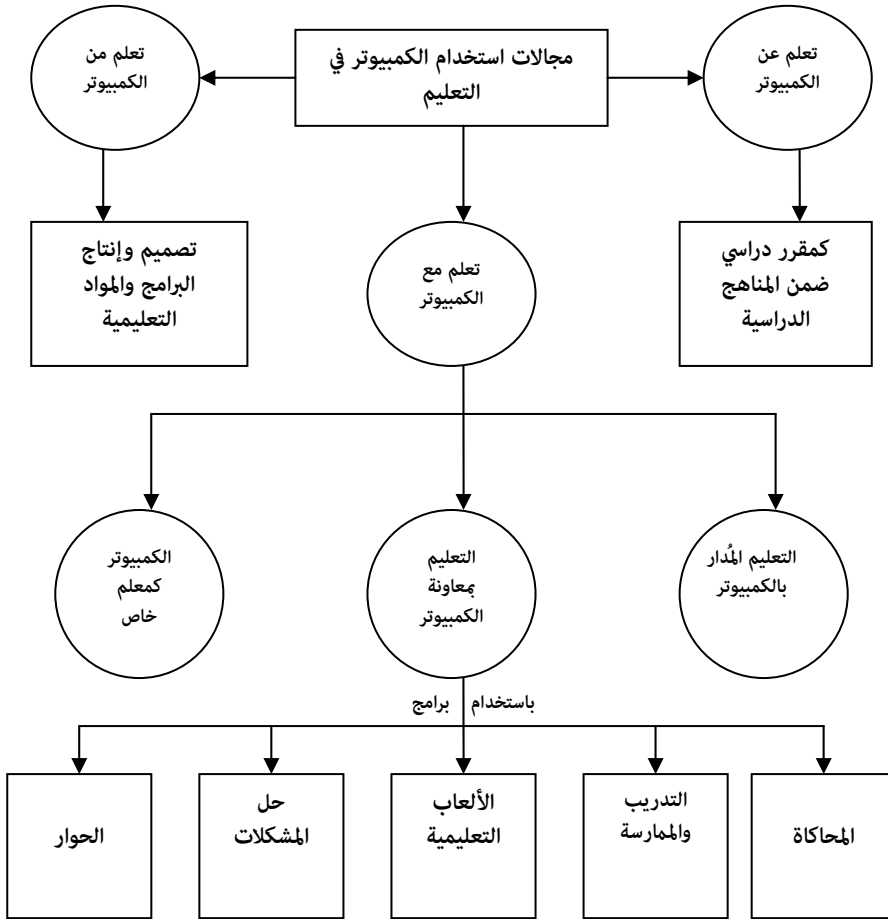 مجالات استخدام الكمبيوتر في
التعليم
تعلم عن
الكمبيوتر
تعلم من
الكمبيوتر
كمقرر دراسي
ضمن المناهج
الدراسية
تعلم مع
الكمبيوتر
تصميم وإنتاج
البرامج والمواد
التعليمية
التعليم المُدار
بالكمبيوتر
التعليم
بمعاونة
الكمبيوتر
الكمبيوتر
كمعلم
خاص
باستخدام برامج
المحاكاة
التدريب
والممارسة
الألعاب
التعليمية
حل
المشكلات
الحوار